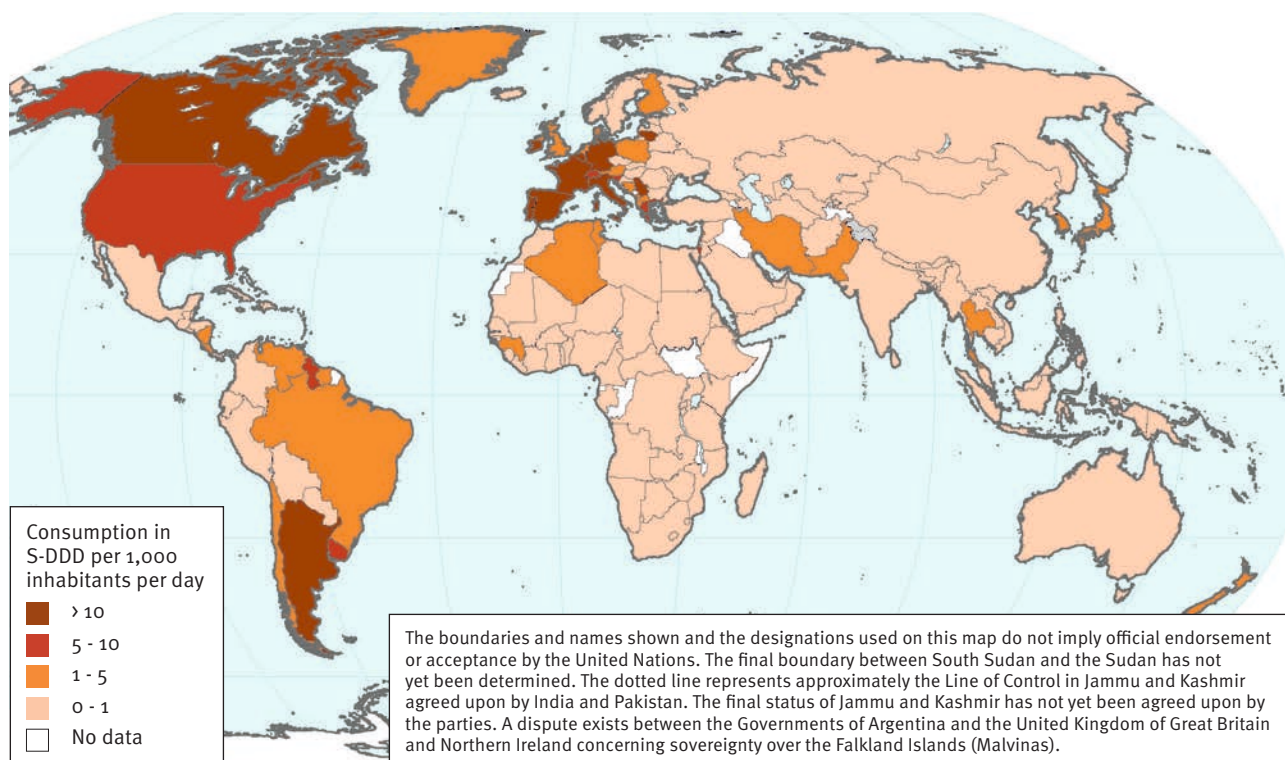 Consumption in
S-DDD per 1,000
inhabitants per day
> 10
5 - 10
1 - 5
0 - 1
No data
The boundaries and names shown and the designations used on this map do not imply official endorsement
or acceptance by the United Nations. The final boundary between South Sudan and the Sudan has not
yet been determined. The dotted line represents approximately the Line of Control in Jammu and Kashmir
agreed upon by India and Pakistan. The final status of Jammu and Kashmir has not yet been agreed upon by
the parties. A dispute exists between the Governments of Argentina and the United Kingdom of Great Britain
and Northern Ireland concerning sovereignty over the Falkland Islands (Malvinas).